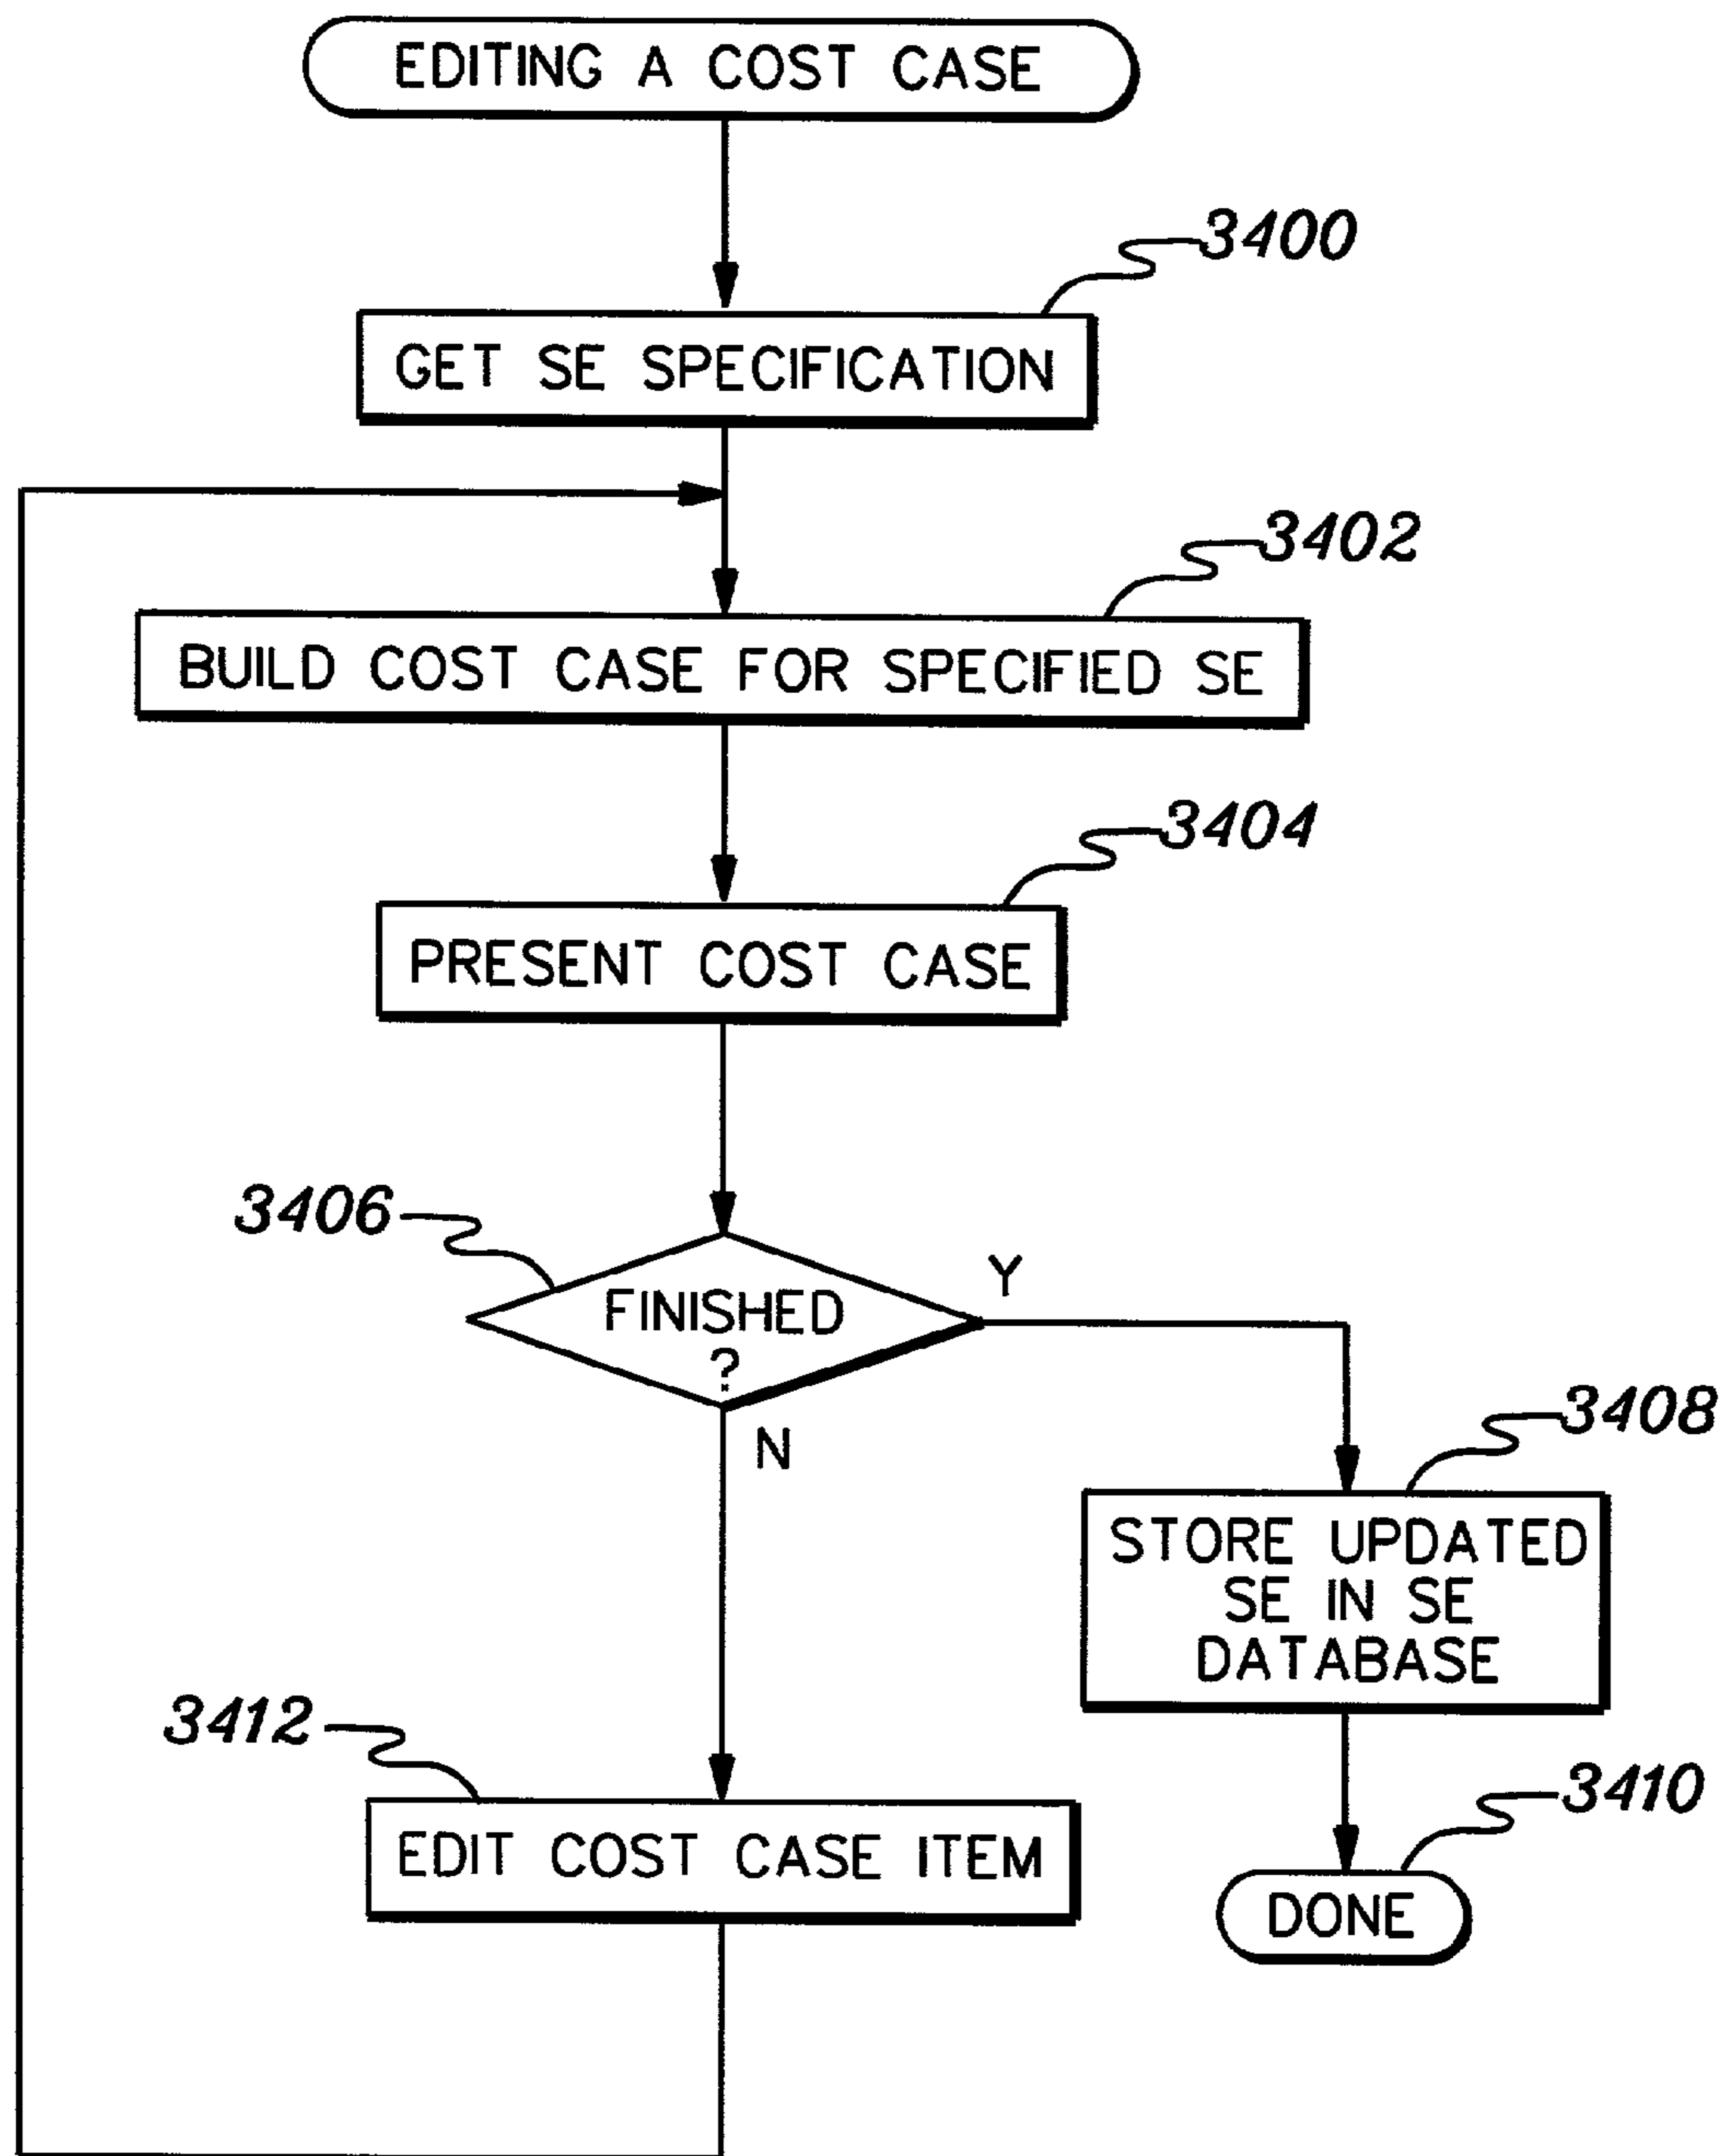 EDITING A COST CASE
3400
GET SE SPECIFICATION
3402
BUILD COST CASE FOR SPECIFIED SE
3404
PRESENT COST CASE
3406
FINISHED
?
Y
N
3408
STORE UPDATED
SE IN SE
DATABASE
3412
EDIT COST CASE ITEM
3410
DONE